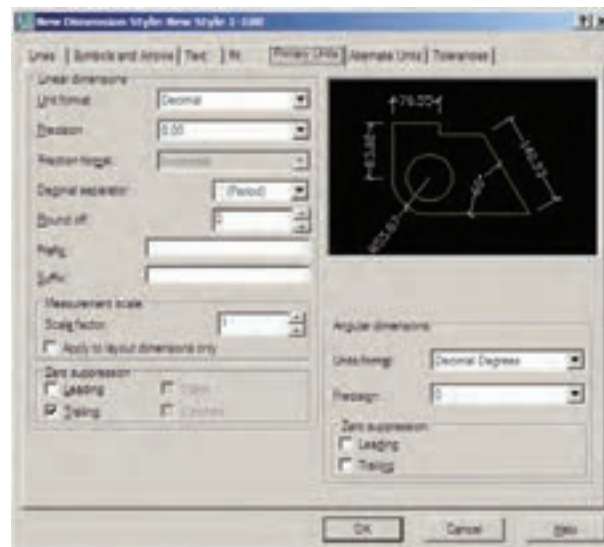 New Dimension Style: New Style 1-100
Lines Symbols and Arrows Text Fit Primary Units Alternate Units Tolerances
Linear dimensions
Unit format: Decimal
Precision 0.00
Fraction format:
Decimal separator: '.' (Period)
Round off: 0
Prefix:
Suffix:
Measurement scale
Scale factor: 1
Apply to layout dimensions only
Zero suppression
Leading
Trailing
Angular dimensions
Units format: Decimal Degrees
Precision: 0
Zero suppression
Leading
Trailing
OK Cancel Help